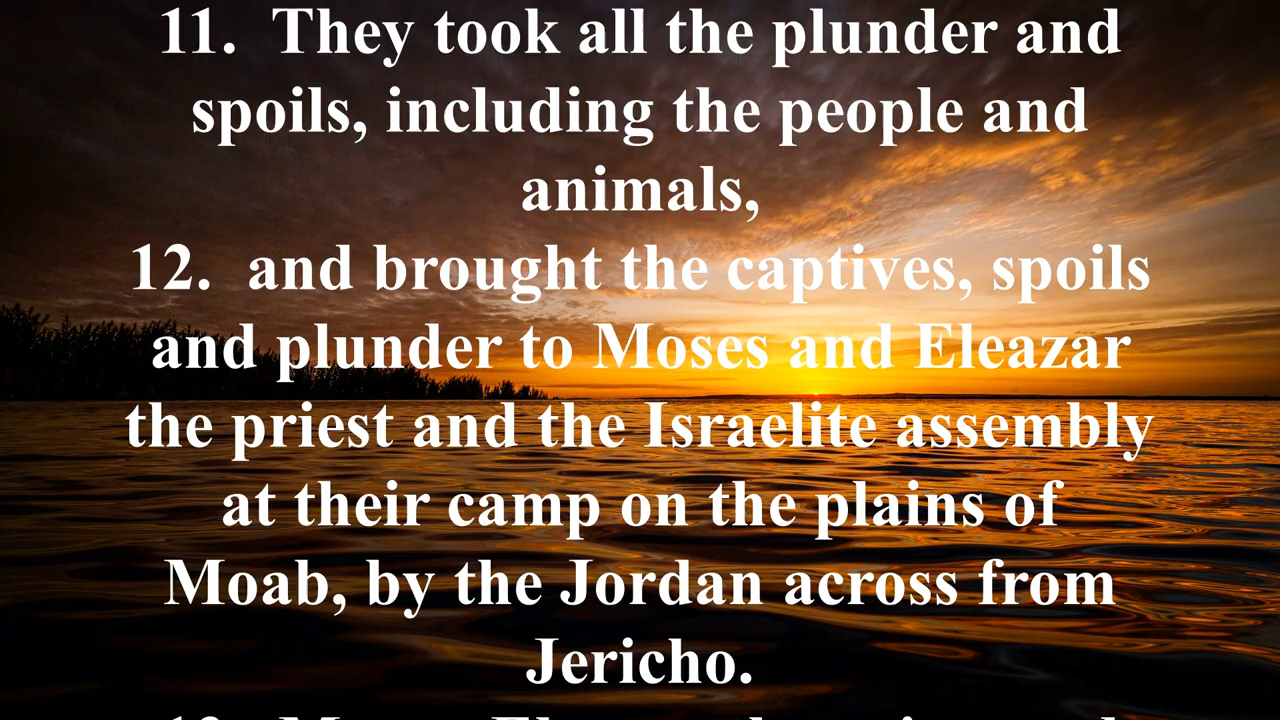 11.  They took all the plunder and
spoils, including the people and
animals,
12.  and brought the captives, spoils
and plunder to Moses and Eleazar
the priest and the Israelite assembly
at their camp on the plains of
Moab, by the Jordan across from
Jericho.